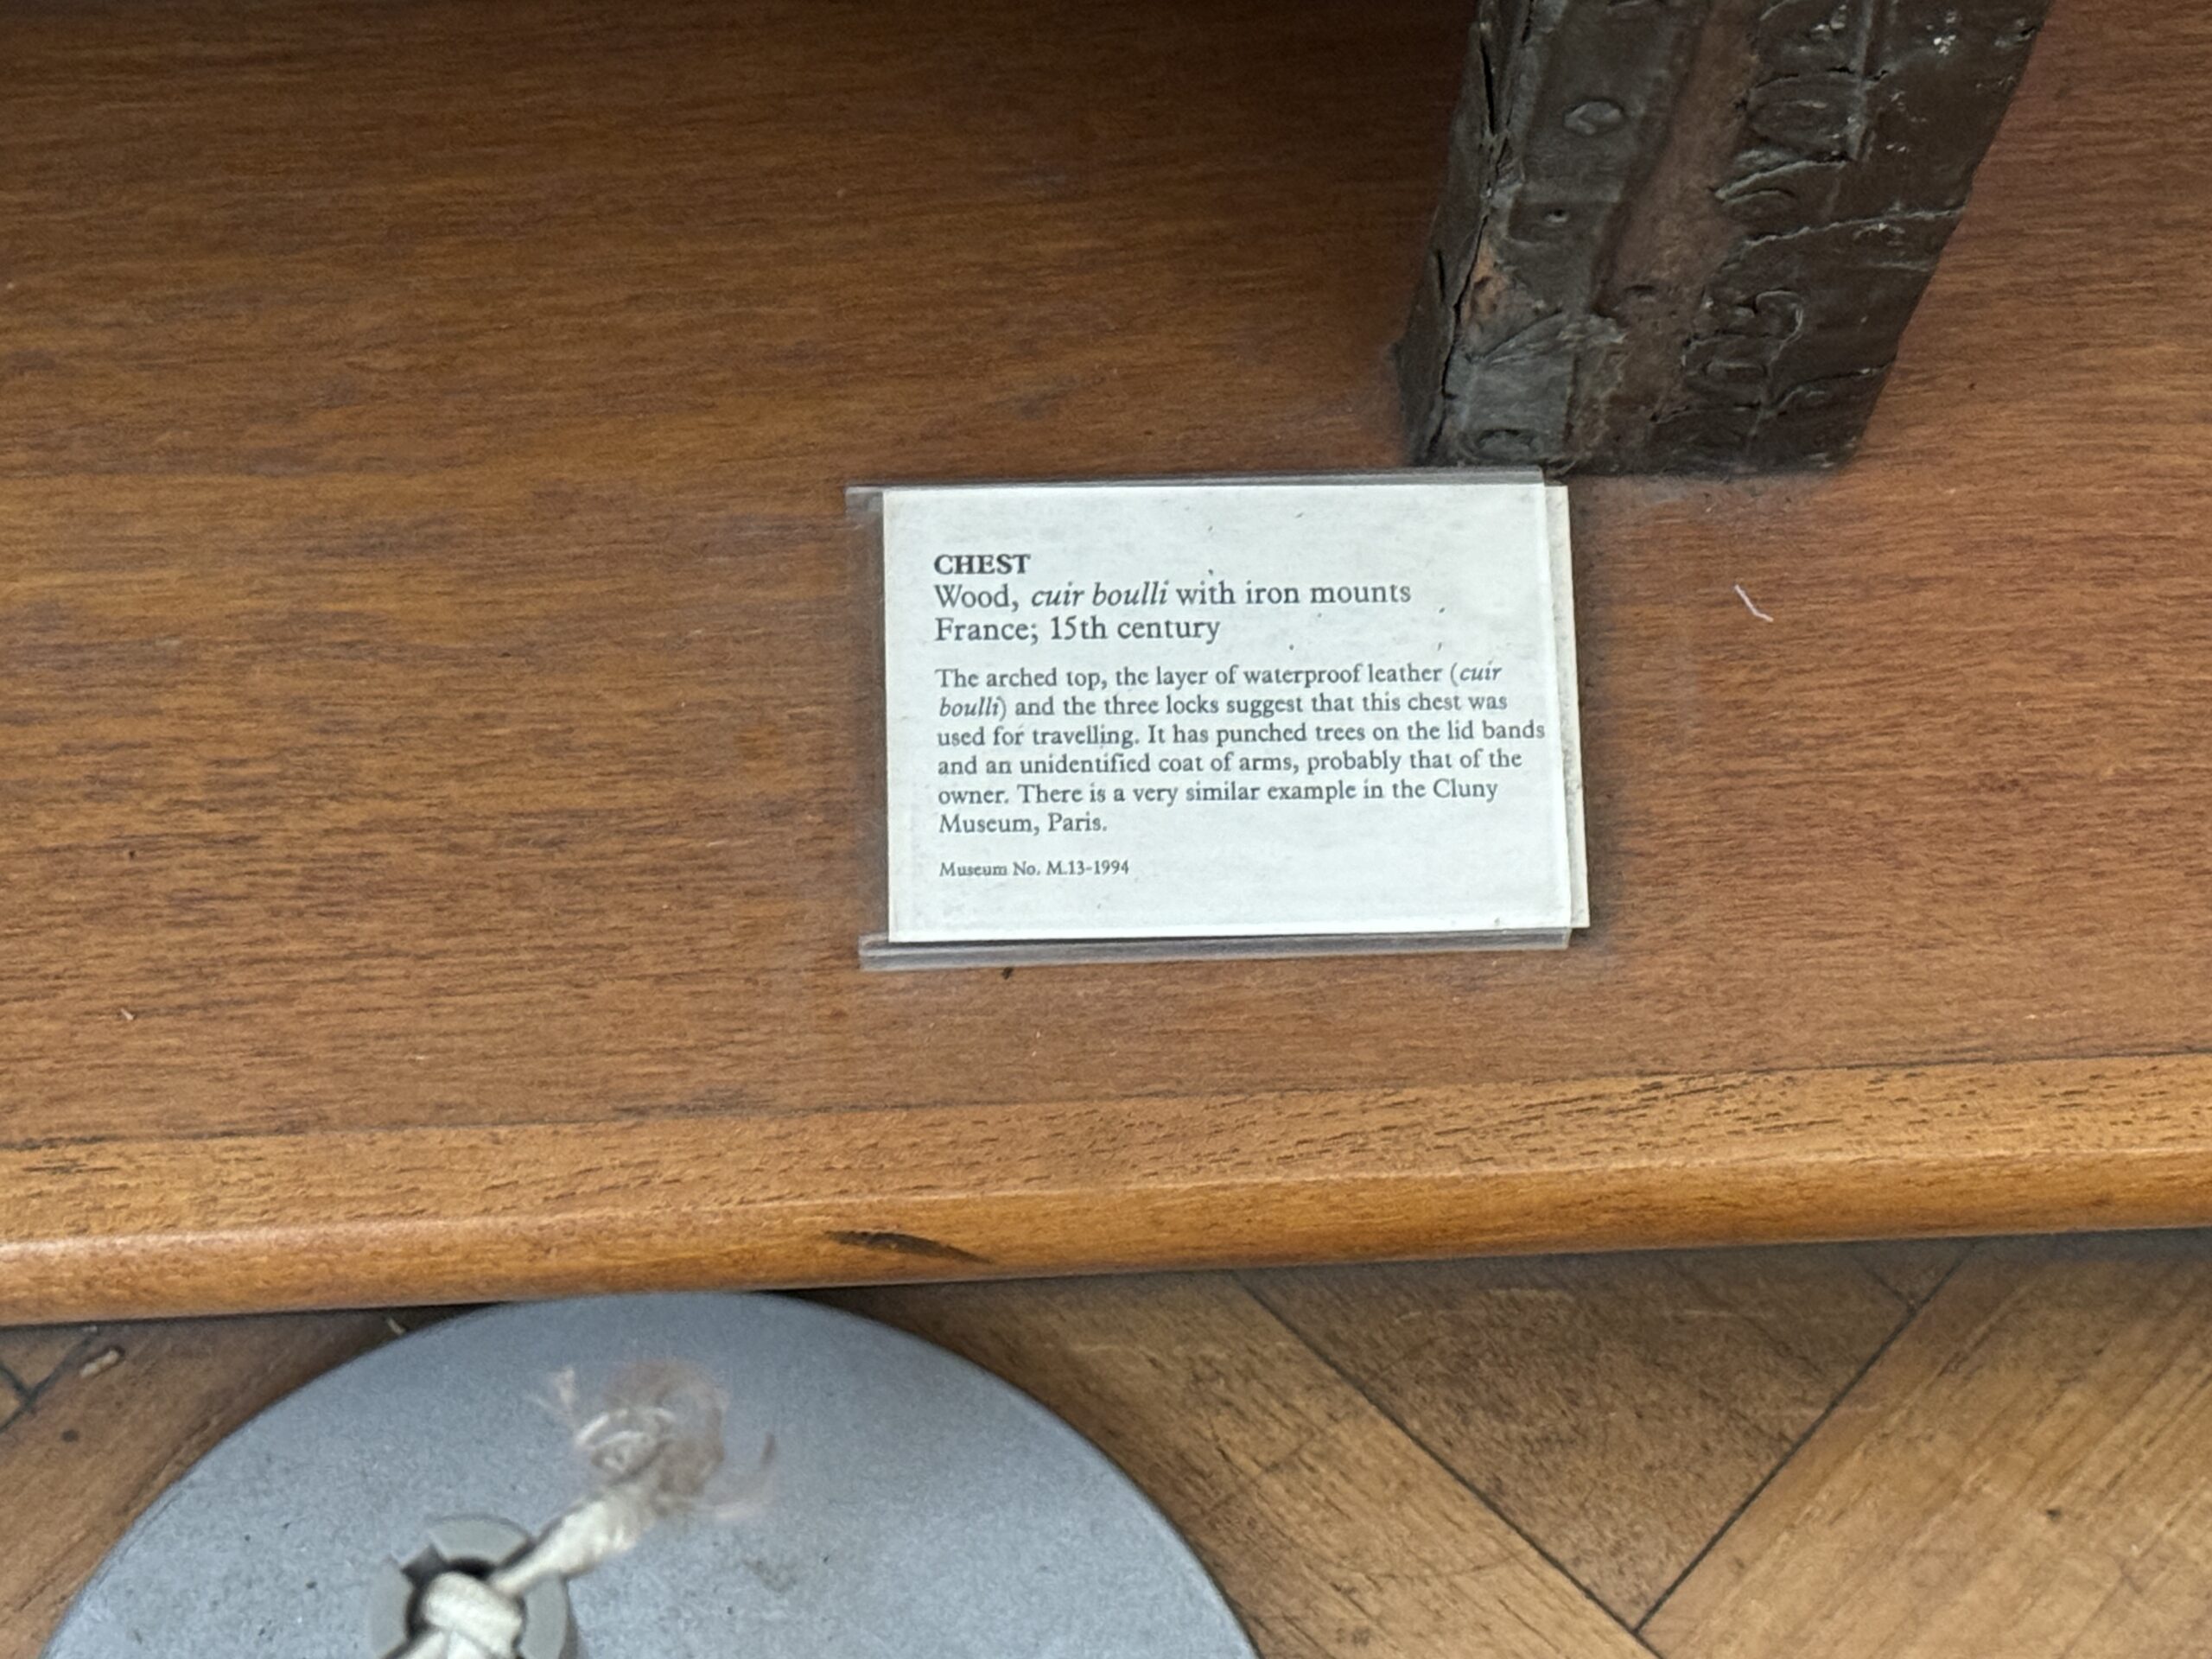 CHEST
Wood, cuir boulli with iron mounts
France; 15th century
The arched top, the layer of waterproof leather (cuir
boulli) and the three locks suggest that this chest was
used for travelling. It has punched trees on the lid bands
and an unidentified coat of arms, probably that of the
owner. There is a very similar example in the Cluny
Museum, Paris.
Museum No. M.13-1994